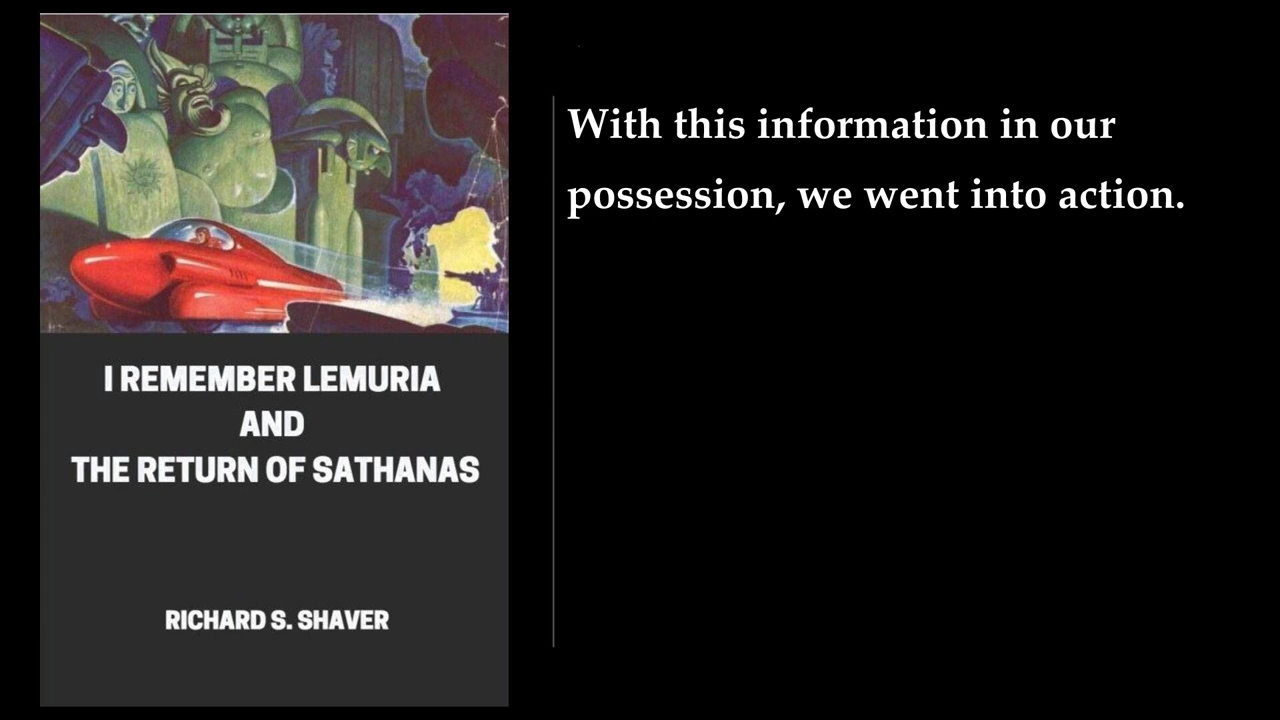 I REMEMBER LEMURIA
AND
THE RETURN OF SATHANAS
RICHARD S. SHAVER
With this information in our
possession, we went into action.